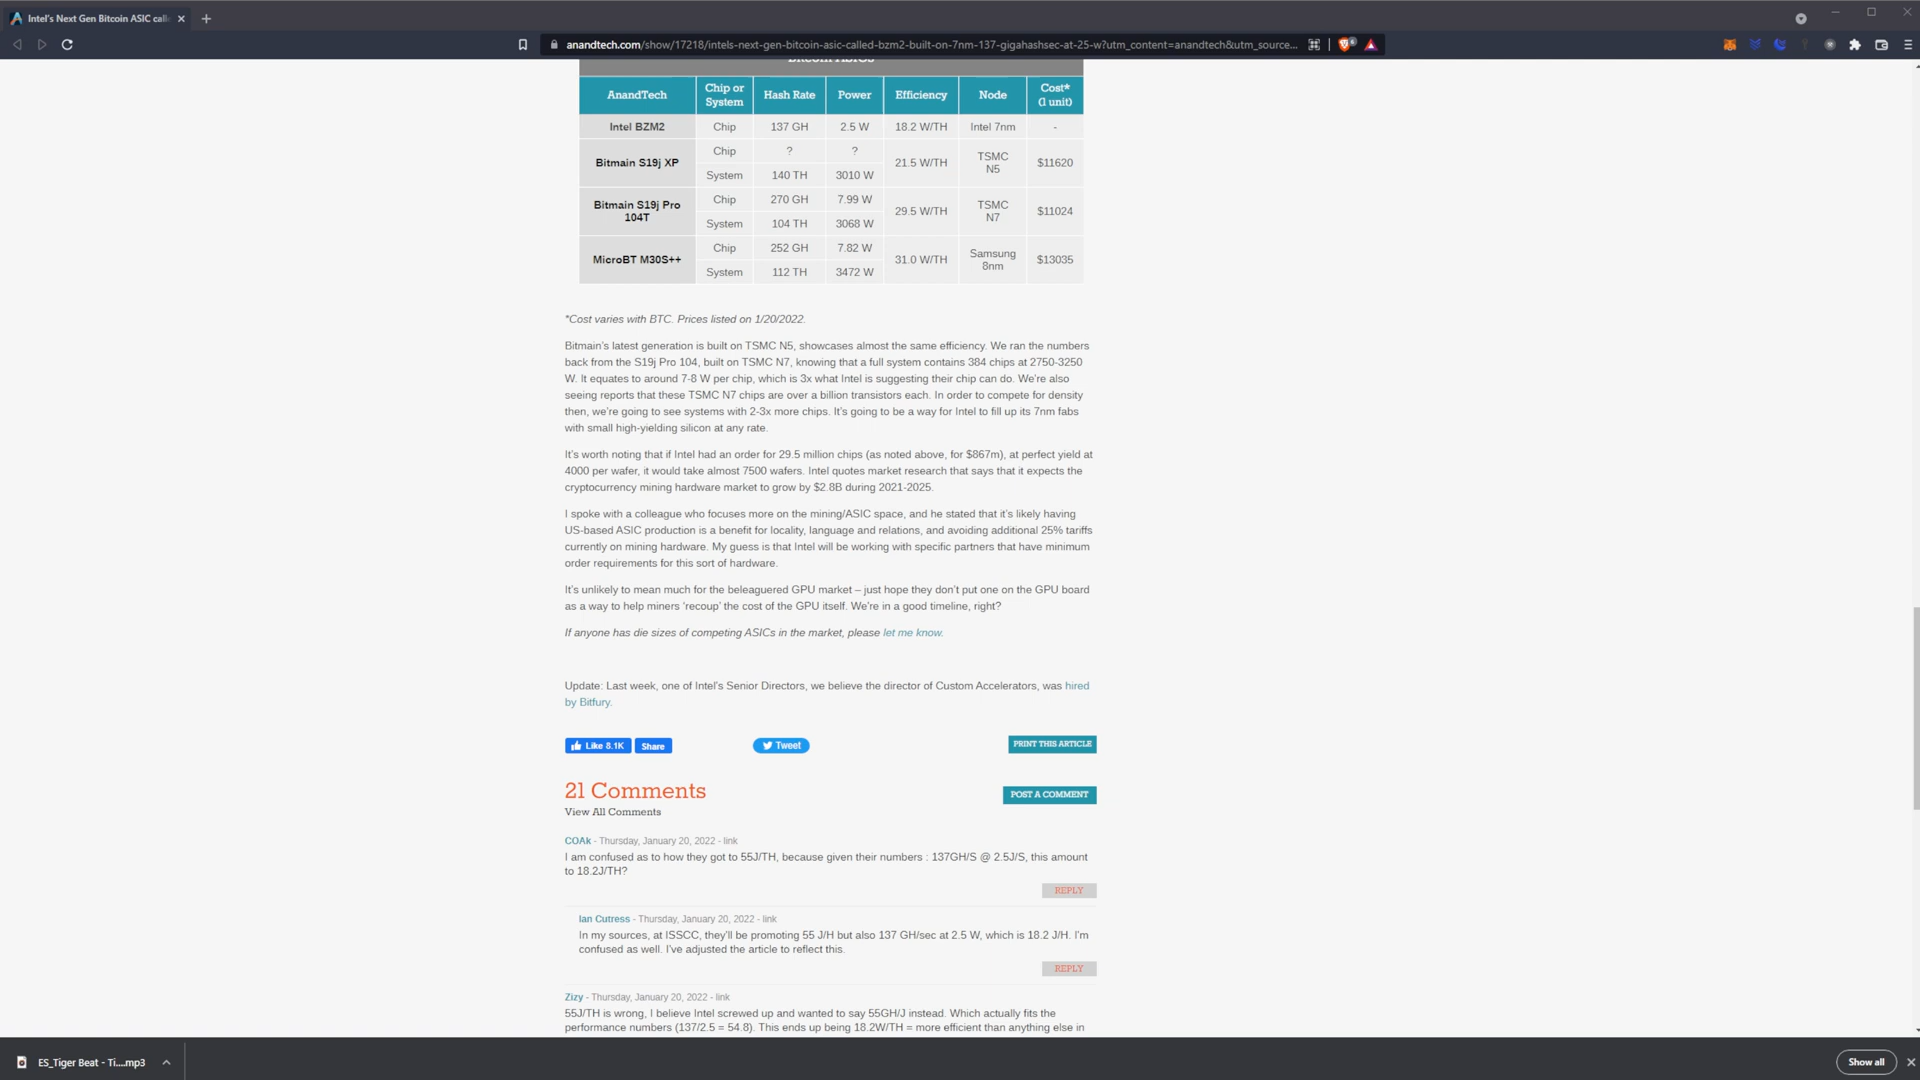 Intel's Next Gen Bitcoin ASIC call
anandtech.com/show/17218/intels-next-gen-bitcoin-asic-called-bzm2-built-on-7nm-137-gigahashsec-at-25-w?utm_content=anandtech&utm_source...
Bitcoin ASICs
AnandTech Chip or System Hash Rate Power Efficiency Node Cost* (1 unit)
Intel BZM2 Chip 137 GH 2.5 W 18.2 W/TH Intel 7nm -
Bitmain S19j XP Chip ? ? 21.5 W/TH TSMC N5 $11620
System 140 TH 3010 W
Bitmain S19j Pro 104T Chip 270 GH 7.99 W 29.5 W/TH TSMC N7 $11024
System 104 TH 3068 W
MicroBT M30S++ Chip 252 GH 7.82 W 31.0 W/TH Samsung 8nm $13035
System 112 TH 3472 W
*Cost varies with BTC. Prices listed on 1/20/2022.
Bitmain's latest generation is built on TSMC N5, showcases almost the same efficiency. We ran the numbers
back from the S19j Pro 104, built on TSMC N7, knowing that a full system contains 384 chips at 2750-3250
W. It equates to around 7-8 W per chip, which is 3x what Intel is suggesting their chip can do. We're also
seeing reports that these TSMC N7 chips are over a billion transistors each. In order to compete for density
then, we're going to see systems with 2-3x more chips. It's going to be a way for Intel to fill up its 7nm fabs
with small high-yielding silicon at any rate.
It's worth noting that if Intel had an order for 29.5 million chips (as noted above, for $867m), at perfect yield at
4000 per wafer, it would take almost 7500 wafers. Intel quotes market research that says that it expects the
cryptocurrency mining hardware market to grow by $2.8B during 2021-2025.
I spoke with a colleague who focuses more on the mining/ASIC space, and he stated that it's likely having
US-based ASIC production is a benefit for locality, language and relations, and avoiding additional 25% tariffs
currently on mining hardware. My guess is that Intel will be working with specific partners that have minimum
order requirements for this sort of hardware.
It's unlikely to mean much for the beleaguered GPU market – just hope they don't put one on the GPU board
as a way to help miners 'recoup' the cost of the GPU itself. We're in a good timeline, right?
If anyone has die sizes of competing ASICs in the market, please let me know.
Update: Last week, one of Intel's Senior Directors, we believe the director of Custom Accelerators, was hired
by Bitfury.
Like 8.1K Share Tweet PRINT THIS ARTICLE
21 Comments
POST A COMMENT
View All Comments
COAk - Thursday, January 20, 2022 - link
I am confused as to how they got to 55J/TH, because given their numbers : 137GH/S @ 2.5J/S, this amount
to 18.2J/TH?
REPLY
Ian Cutress - Thursday, January 20, 2022 - link
In my sources, at ISSCC, they'll be promoting 55 J/H but also 137 GH/sec at 2.5 W, which is 18.2 J/H. I'm
confused as well. I've adjusted the article to reflect this.
REPLY
Zizy - Thursday, January 20, 2022 - link
55J/TH is wrong, I believe Intel screwed up and wanted to say 55GH/J instead. Which actually fits the
performance numbers (137/2.5 = 54.8). This ends up being 18.2W/TH = more efficient than anything else in
ES_Tiger Beat - Ti....mp3
Show all